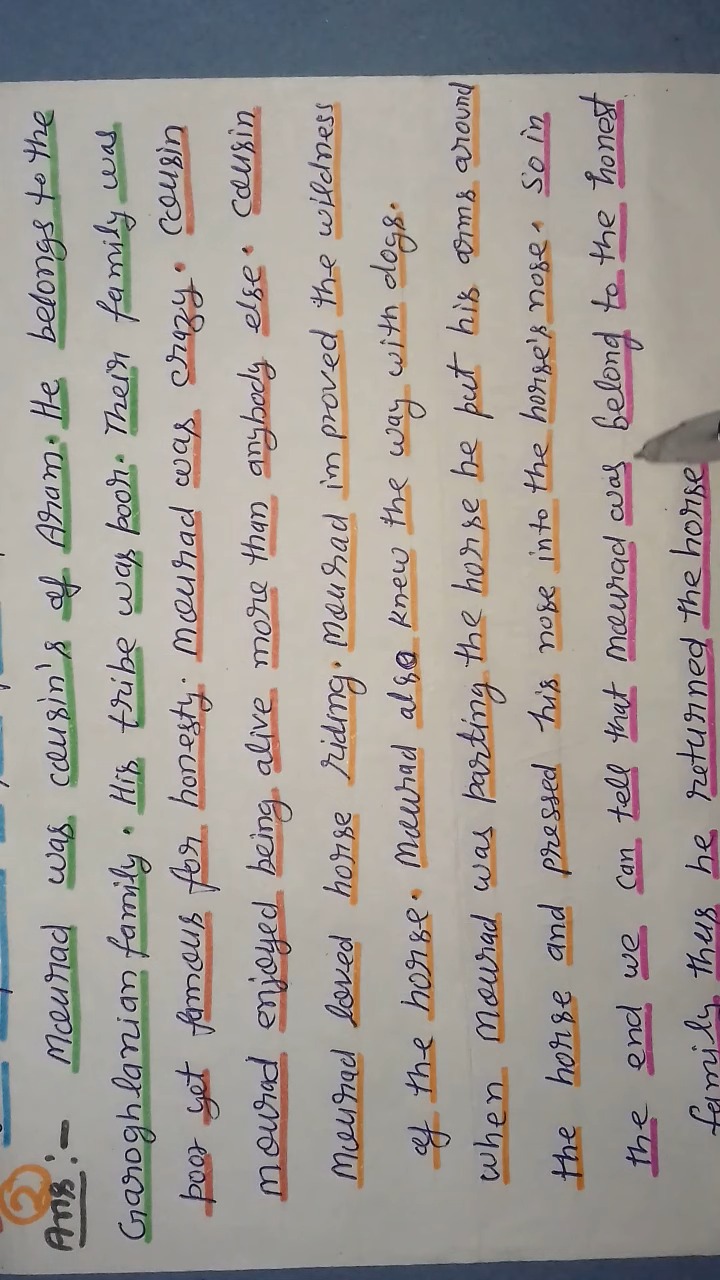 2
Ans:- Mourad was cousin's of Aram. He belongs to the
Garoghlanian family. His tribe was poor. Their family was
poor yet famous for honesty. Mourad was crazy. Cousin
Mourad enjoyed being alive more than anybody else. Cousin
Mourad loved horse riding. Mourad improved the wildness
of the horse. Mourad also knew the way with dogs.
when Mourad was parting the horse he put his arms around
the horse and pressed his nose into the horse's nose. So in
the end we can tell that mourad was belong to the honest
family thus he returned the horse